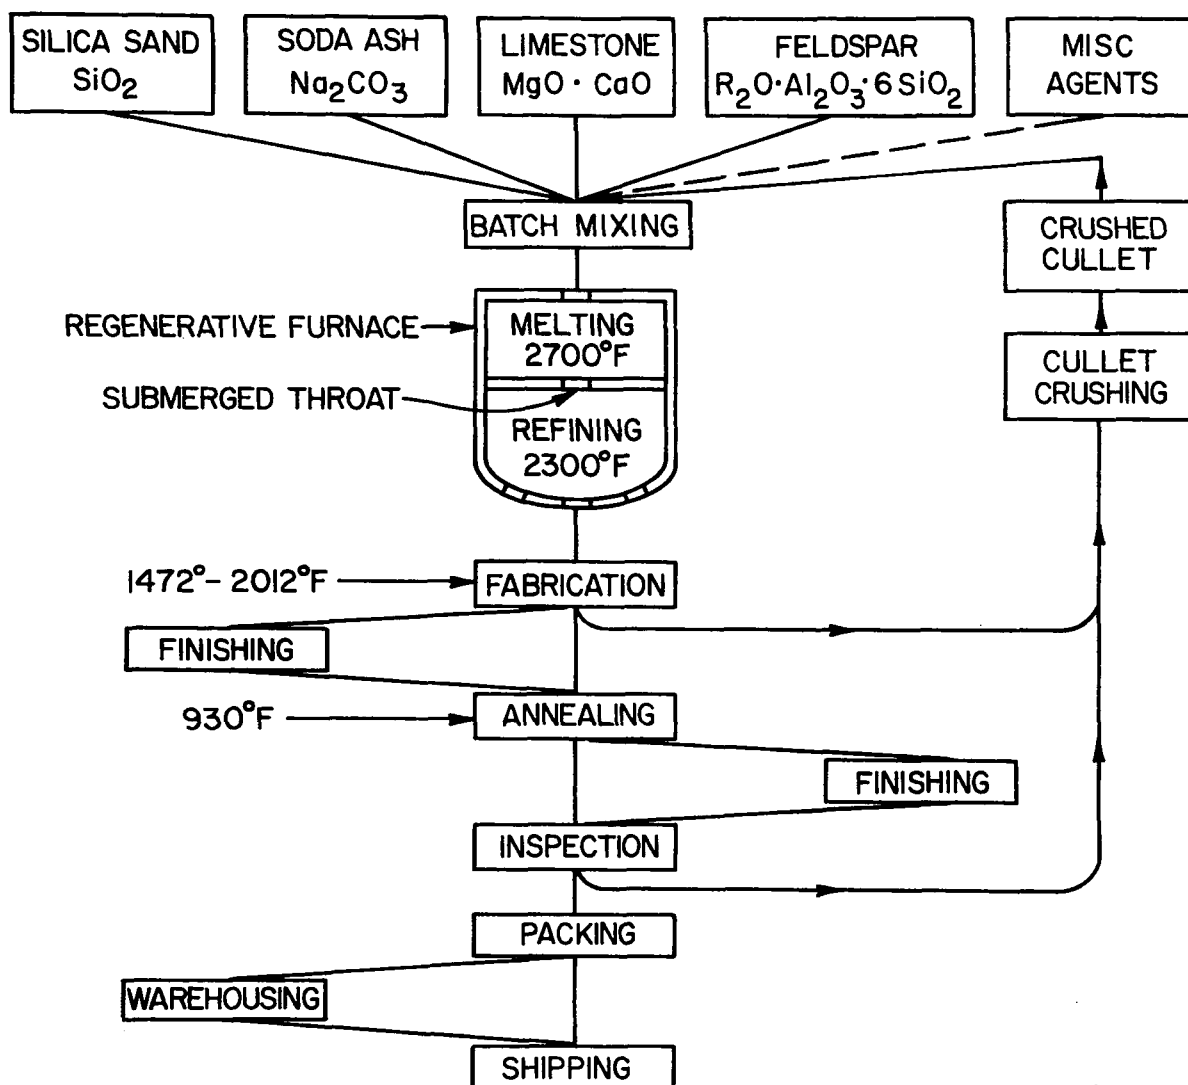 SILICA SAND
SiO₂
SODA ASH
Na₂CO₃
LIMESTONE
MgO · CaO
FELDSPAR
R₂O·Al₂O₃·6SiO₂
MISC
AGENTS
BATCH MIXING
CRUSHED
CULLET
REGENERATIVE FURNACE
MELTING
2700°F
CULLET
CRUSHING
SUBMERGED THROAT
REFINING
2300°F
1472°- 2012°F
FABRICATION
FINISHING
930°F
ANNEALING
FINISHING
INSPECTION
PACKING
WAREHOUSING
SHIPPING